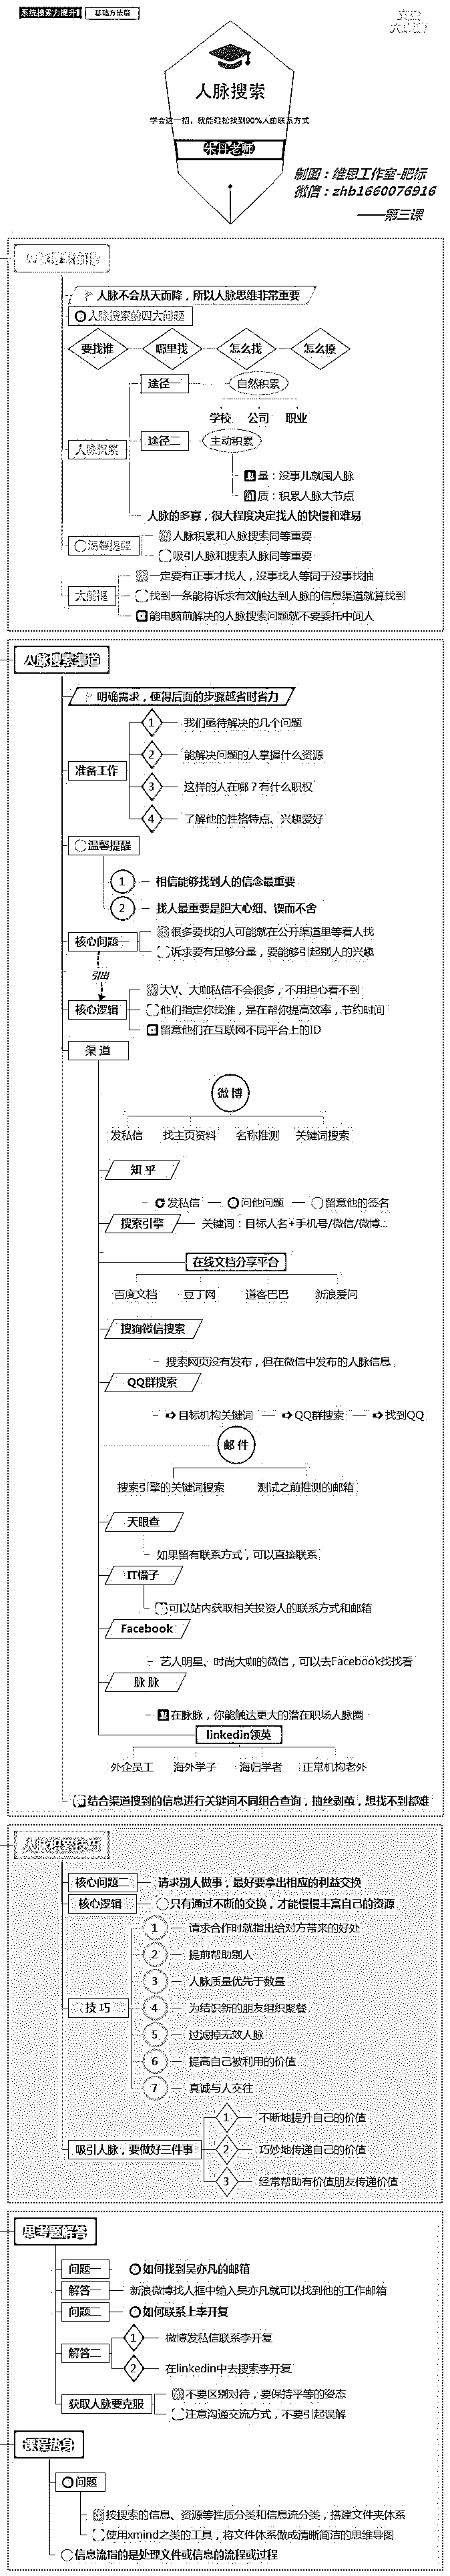 系统搜索力提升
基础方法篇
人脉搜索
学会这一招，就能轻松找到90%人的联系方式
朱丹老师
制图：维思工作室-肥标
微信：zhb1660076916
——第三课
人脉不会从天而降，所以人脉思维非常重要
人脉搜索的四大问题
要找谁
哪里找
怎么找
怎么撩
人脉积累
途径一
自然积累
学校
公司
职业
途径二
主动积累
量：没事儿就囤人脉
质：积累人脉大节点
人脉的多寡，很大程度决定找人的快慢和难易
温馨提醒
人脉积累和人脉搜索同等重要
吸引人脉和搜索人脉同等重要
大前提
一定要有正事才找人，没事找人等同于没事找抽
找到一条能将诉求有效触达到人脉的信息渠道就算找到
能电脑前解决的人脉搜索问题就不要委托中间人
人脉搜索渠道
明确需求，使得后面的步骤越省时省力
准备工作
1
我们亟待解决的几个问题
2
能解决问题的人掌握什么资源
3
这样的人在哪？有什么职权
4
了解他的性格特点、兴趣爱好
温馨提醒
1
相信能够找到人的信念最重要
2
找人最重要是胆大心细、锲而不舍
核心问题一
很多要找的人可能就在公开渠道里等着人找
诉求要有足够分量，要能够引起别人的兴趣
引出
核心逻辑
大V、大咖私信不会很多，不用担心看不到
他们指定你找谁，是在帮你提高效率，节约时间
留意他们在互联网不同平台上的ID
渠道
微博
发私信
找主页资料
名称推测
关键词搜索
知乎
发私信
问他问题
留意他的签名
搜索引擎
关键词：目标人名+手机号/微信/微博...
在线文档分享平台
百度文档
豆丁网
道客巴巴
新浪爱问
搜狗微信搜索
搜索网页没有发布，但在微信中发布的人脉信息
QQ群搜索
目标机构关键词
QQ群搜索
找到QQ
邮件
搜索引擎的关键词搜索
测试之前推测的邮箱
天眼查
如果留有联系方式，可以直接联系
IT橘子
可以站内获取相关投资人的联系方式和邮箱
Facebook
艺人明星、时尚大咖的微信，可以去Facebook找找看
脉脉
在脉脉，你能触达更大的潜在职场人脉圈
linkedin领英
外企员工
海外学子
海归学者
正常机构老外
结合渠道搜到的信息进行关键词不同组合查询，抽丝剥茧，想找不到都难
人脉积累技巧
核心问题二
请求别人做事，最好要拿出相应的利益交换
核心逻辑
只有通过不断的交换，才能慢慢丰富自己的资源
技巧
1
请求合作时就指出给对方带来的好处
2
提前帮助别人
3
人脉质量优先于数量
4
为结识新的朋友组织聚餐
5
过滤掉无效人脉
6
提高自己被利用的价值
7
真诚与人交往
吸引人脉，要做好三件事
1
不断地提升自己的价值
2
巧妙地传递自己的价值
3
经常帮助有价值朋友传递价值
思考题解答
问题一
如何找到吴亦凡的邮箱
解答一
新浪微博找人框中输入吴亦凡就可以找到他的工作邮箱
问题二
如何联系上李开复
解答二
1
微博发私信联系李开复
2
在linkedin中去搜索李开复
获取人脉要克服
不要区别对待，要保持平等的姿态
注意沟通交流方式，不要引起误解
课程热身
问题
按搜索的信息、资源等性质分类和信息流分类，搭建文件夹体系
使用xmind之类的工具，将文件体系做成清晰简洁的思维导图
信息流指的是处理文件或信息的流程或过程